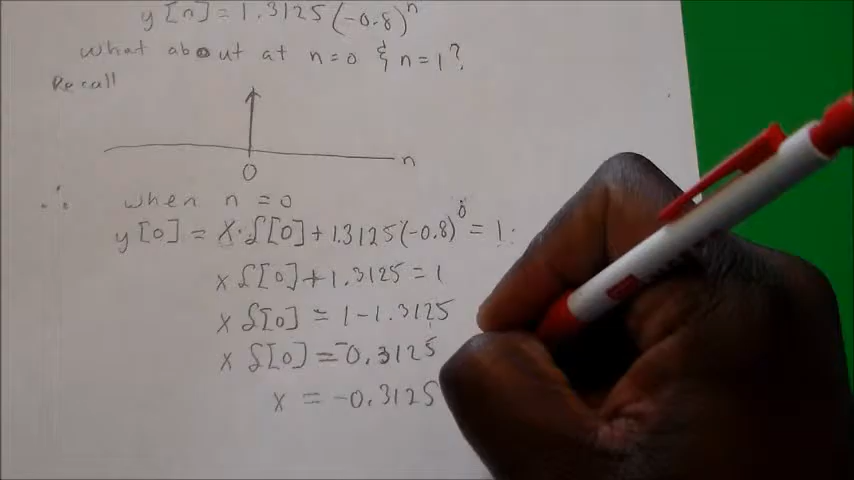 y[n] = 1.3125(-0.8)ⁿ
What about at n=0 & n=1?
Recall
n
0
∴ when n = 0
y[0] = x·δ[0] + 1.3125(-0.8)⁰ = 1
x δ[0] + 1.3125 = 1
x δ[0] = 1 - 1.3125
x δ[0] = -0.3125
x = -0.3125